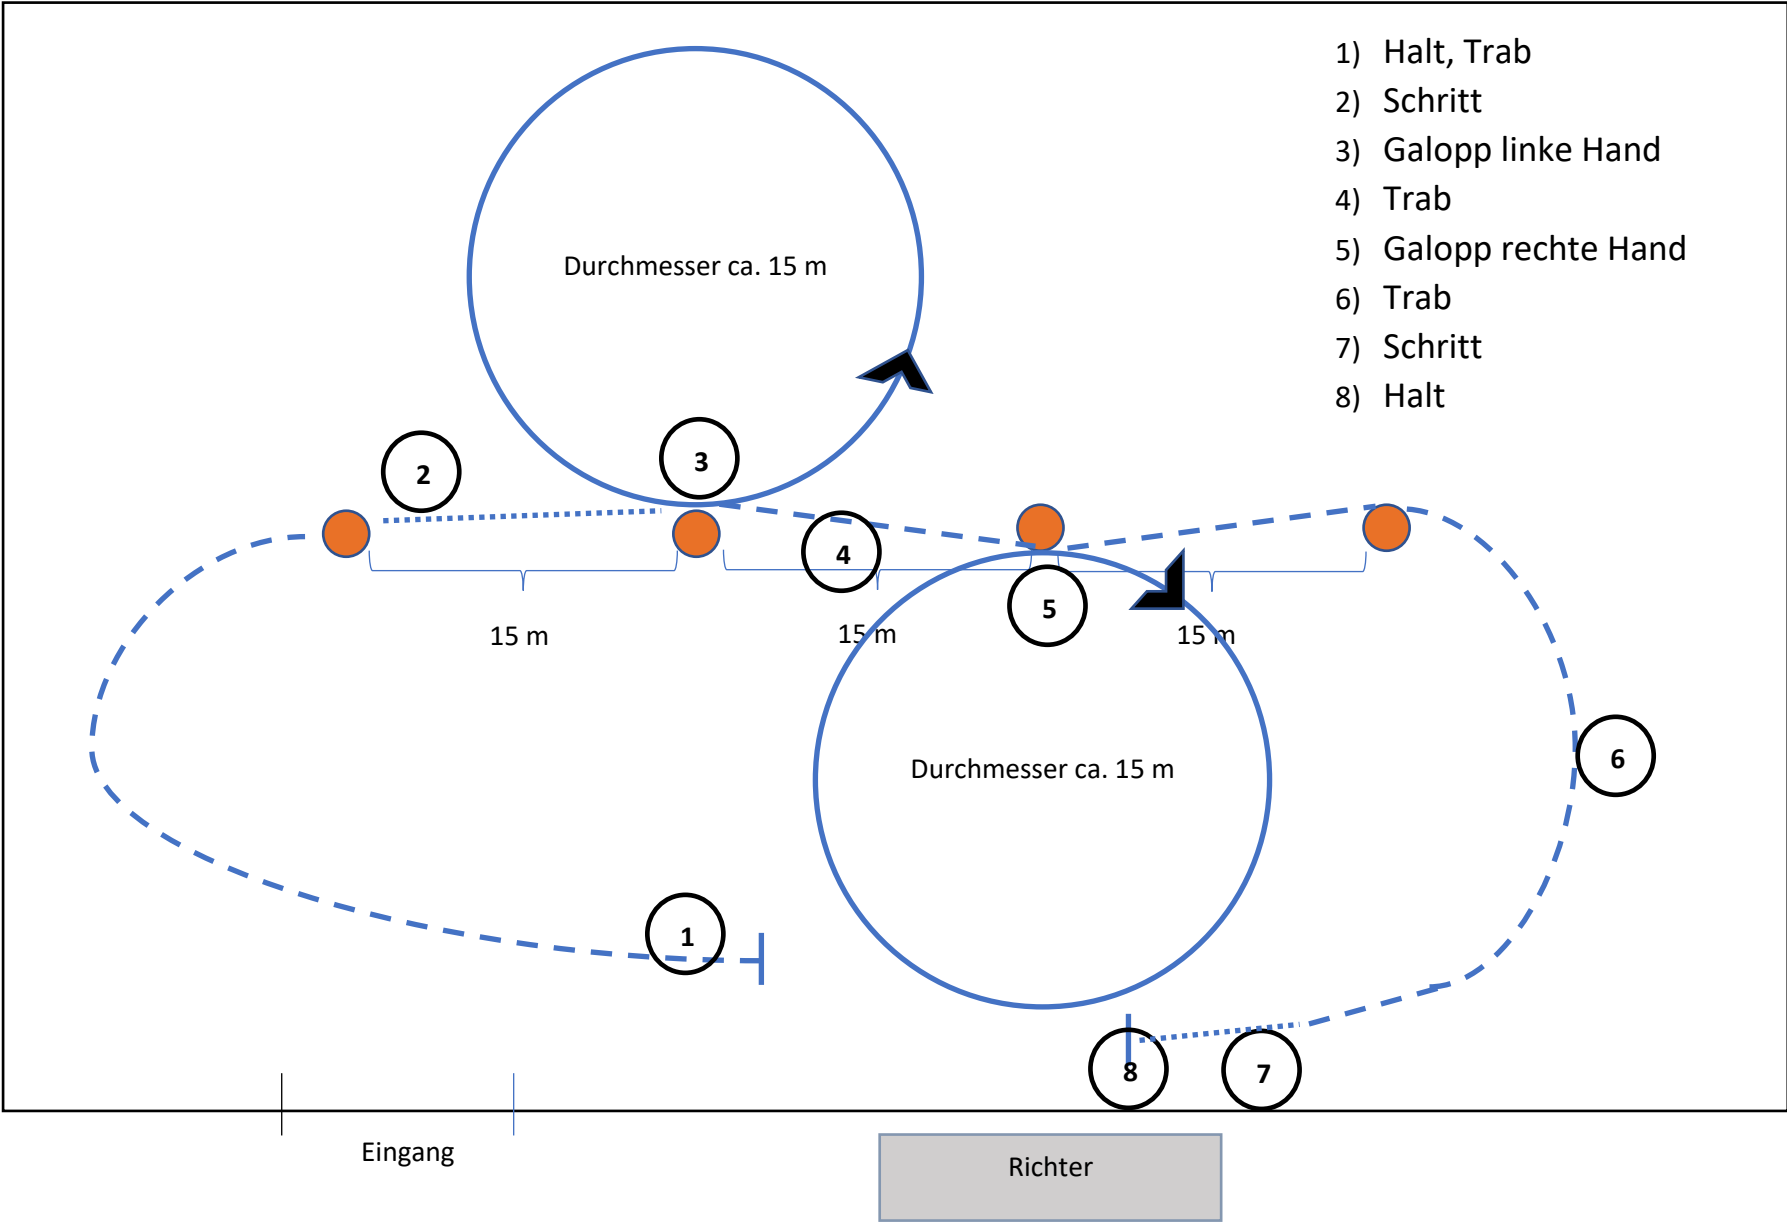 1) Halt, Trab
2) Schritt
3) Galopp linke Hand
4) Trab
5) Galopp rechte Hand
6) Trab
7) Schritt
8) Halt
Durchmesser ca. 15 m
2
3
4
5
15 m
15 m
15 m
Durchmesser ca. 15 m
6
1
8
7
Eingang
Richter